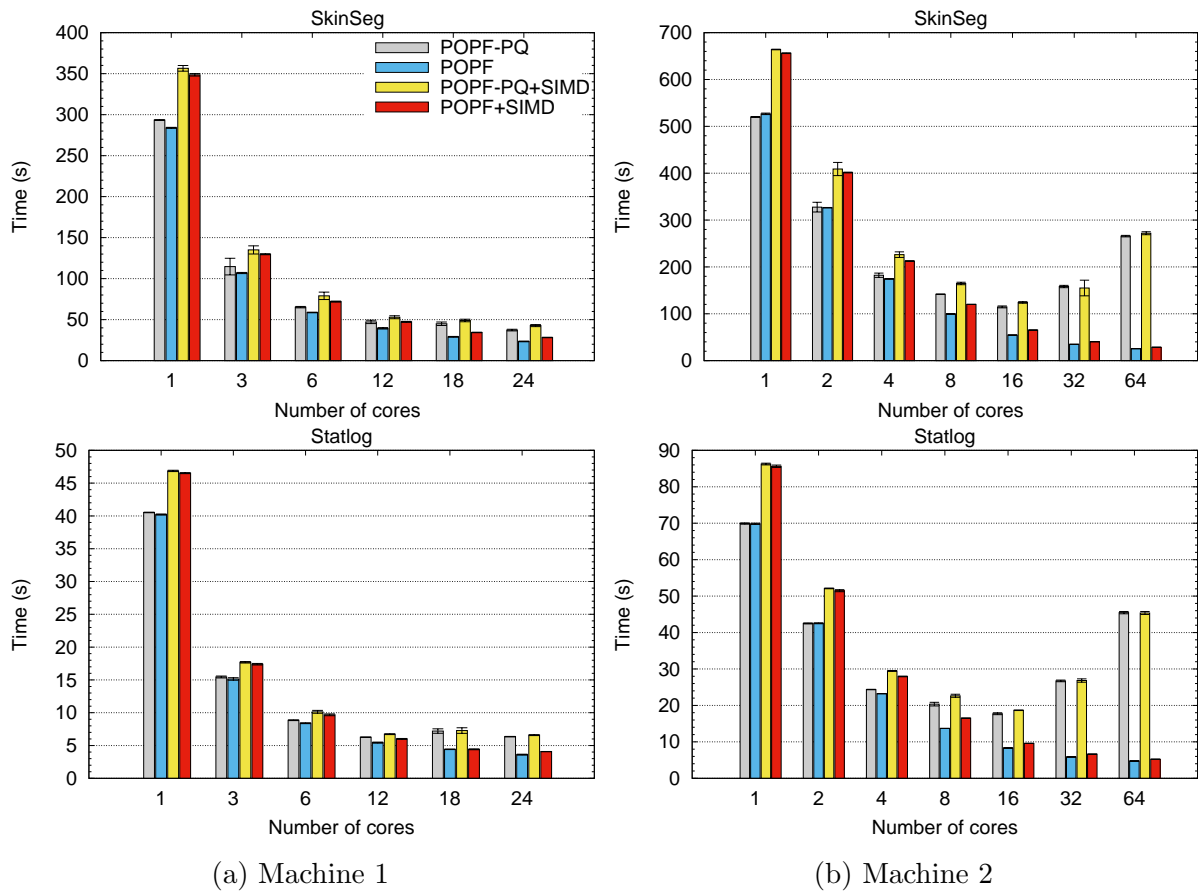 SkinSeg
400
350
300
250
200
150
100
50
0
Time (s)
POPF-PQ
POPF
POPF-PQ+SIMD
POPF+SIMD
1 3 6 12 18 24
Number of cores
SkinSeg
700
600
500
400
300
200
100
0
Time (s)
1 2 4 8 16 32 64
Number of cores
Statlog
50
45
40
35
30
25
20
15
10
5
0
Time (s)
1 3 6 12 18 24
Number of cores
Statlog
90
80
70
60
50
40
30
20
10
0
Time (s)
1 2 4 8 16 32 64
Number of cores
(a) Machine 1
(b) Machine 2